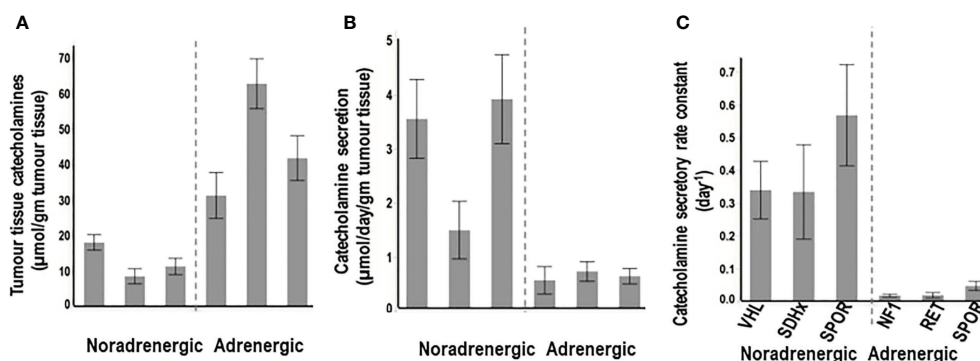 A
Tumour tissue catecholamines
(µmol/gm tumour tissue)
70
60
50
40
30
20
10
0
Noradrenergic Adrenergic
B
Catecholamine secretion
(µmol/day/gm tumour tissue)
5
4
3
2
1
0
Noradrenergic Adrenergic
C
Catecholamine secretory rate constant
(day-1)
0.7
0.6
0.5
0.4
0.3
0.2
0.1
0.0
VHL SDHx SPOR NF1 RET SPOR
Noradrenergic Adrenergic